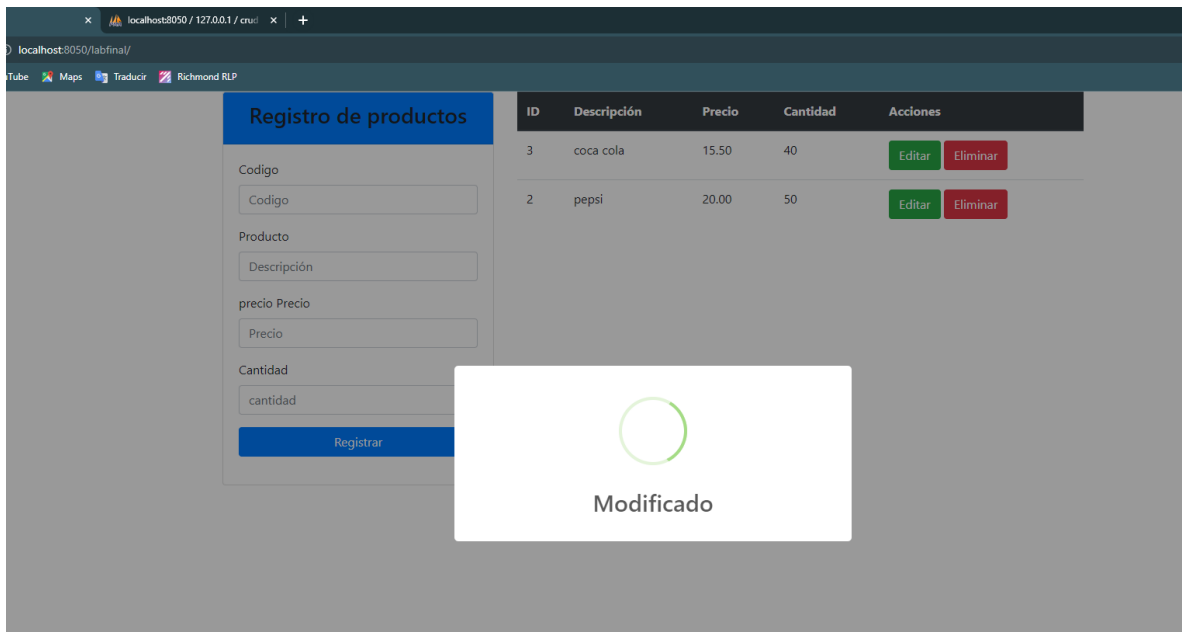 localhost:8050 / 127.0.0.1 / crud
localhost:8050/labfinal/
Maps Traducir Richmond RLP
Registro de productos
Codigo
Codigo
Producto
Descripción
precio Precio
Precio
Cantidad
cantidad
Registrar
ID Descripción Precio Cantidad Acciones
3 coca cola 15.50 40 Editar Eliminar
2 pepsi 20.00 50 Editar Eliminar
Modificado